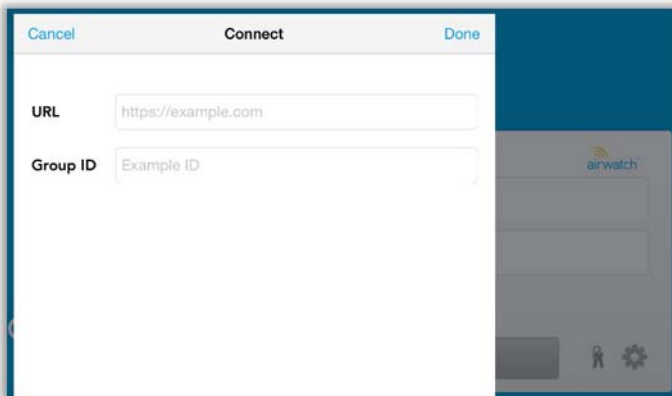 Cancel Connect Done
URL https://example.com
Group ID Example ID
airwatch